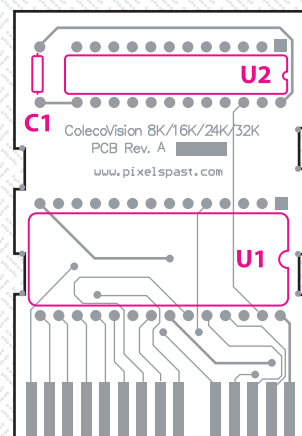 U2
C1
ColecoVision 8K/16K/24K/32K
PCB Rev. A
www.pixelspast.com
U1